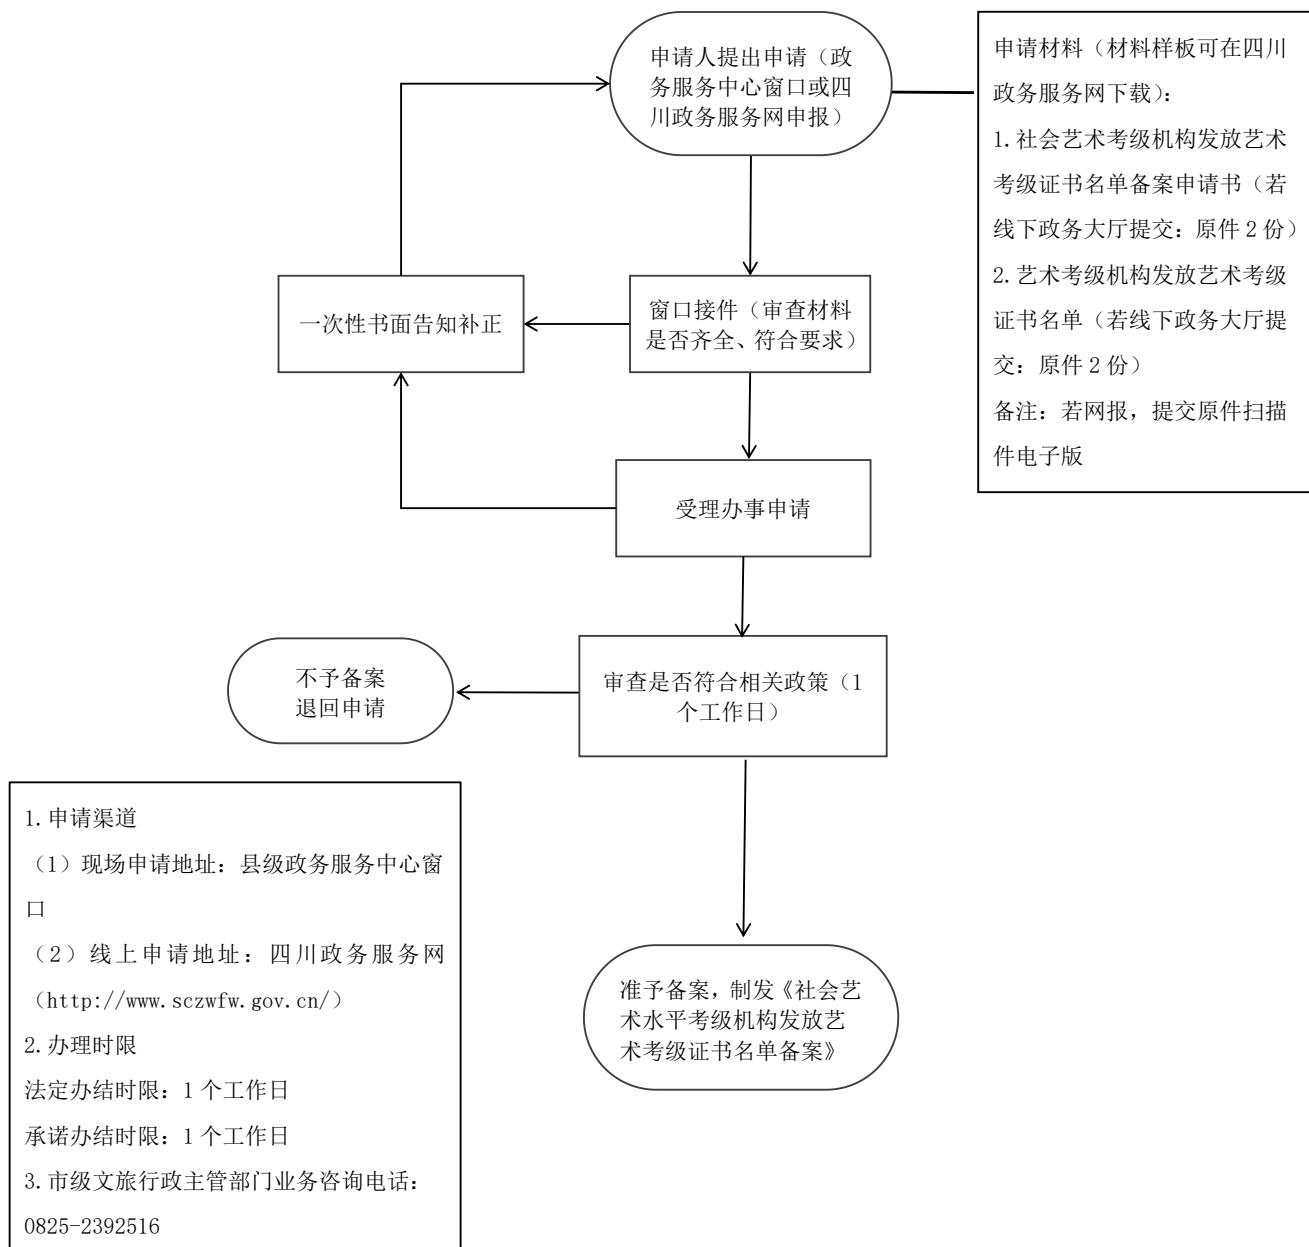 申请人提出申请（政
务服务中心窗口或四
川政务服务网申报）
申请材料（材料样板可在四川
政务服务网下载）：
1.社会艺术考级机构发放艺术
考级证书名单备案申请书（若
线下政务大厅提交：原件 2 份）
2.艺术考级机构发放艺术考级
证书名单（若线下政务大厅提
交：原件 2 份）
备注：若网报，提交原件扫描
件电子版
一次性书面告知补正
窗口接件（审查材料
是否齐全、符合要求）
受理办事申请
不予备案
退回申请
审查是否符合相关政策（1
个工作日）
1.申请渠道
（1）现场申请地址：县级政务服务中心窗
口
（2）线上申请地址：四川政务服务网
（http://www.sczwfw.gov.cn/）
2.办理时限
法定办结时限：1 个工作日
承诺办结时限：1 个工作日
3.市级文旅行政主管部门业务咨询电话：
0825-2392516
准予备案，制发《社会艺
术水平考级机构发放艺
术考级证书名单备案》